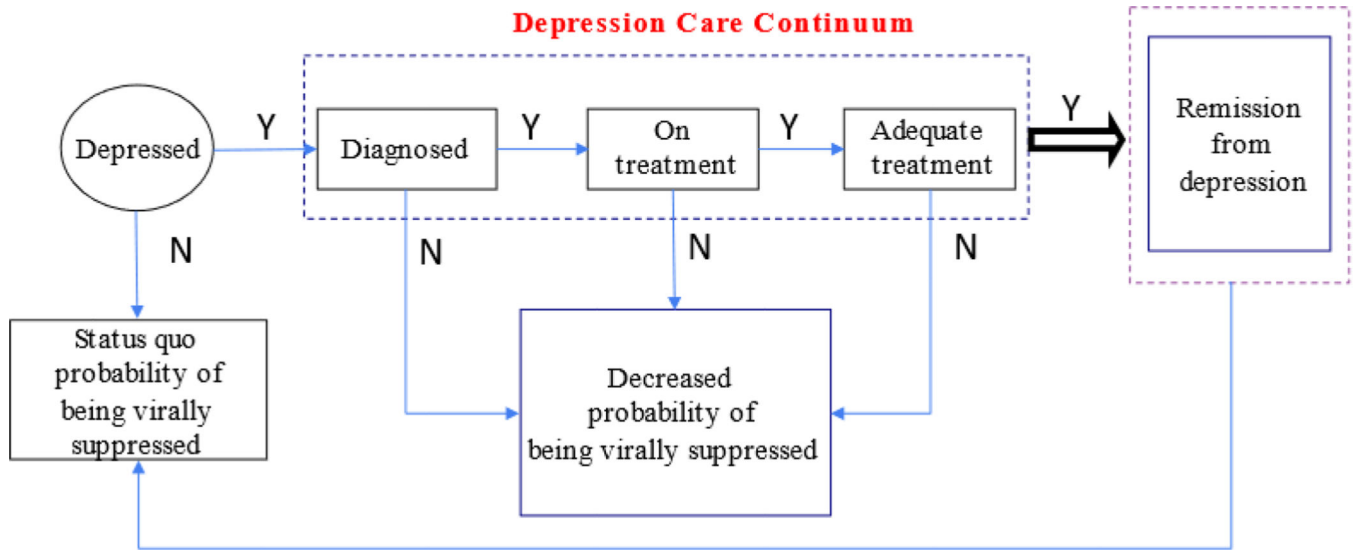 Depression Care Continuum
Depressed
Y
Diagnosed
Y
On
treatment
Y
Adequate
treatment
Y
Remission
from
depression
N
N
N
N
Status quo
probability of
being virally
suppressed
Decreased
probability of
being virally suppressed